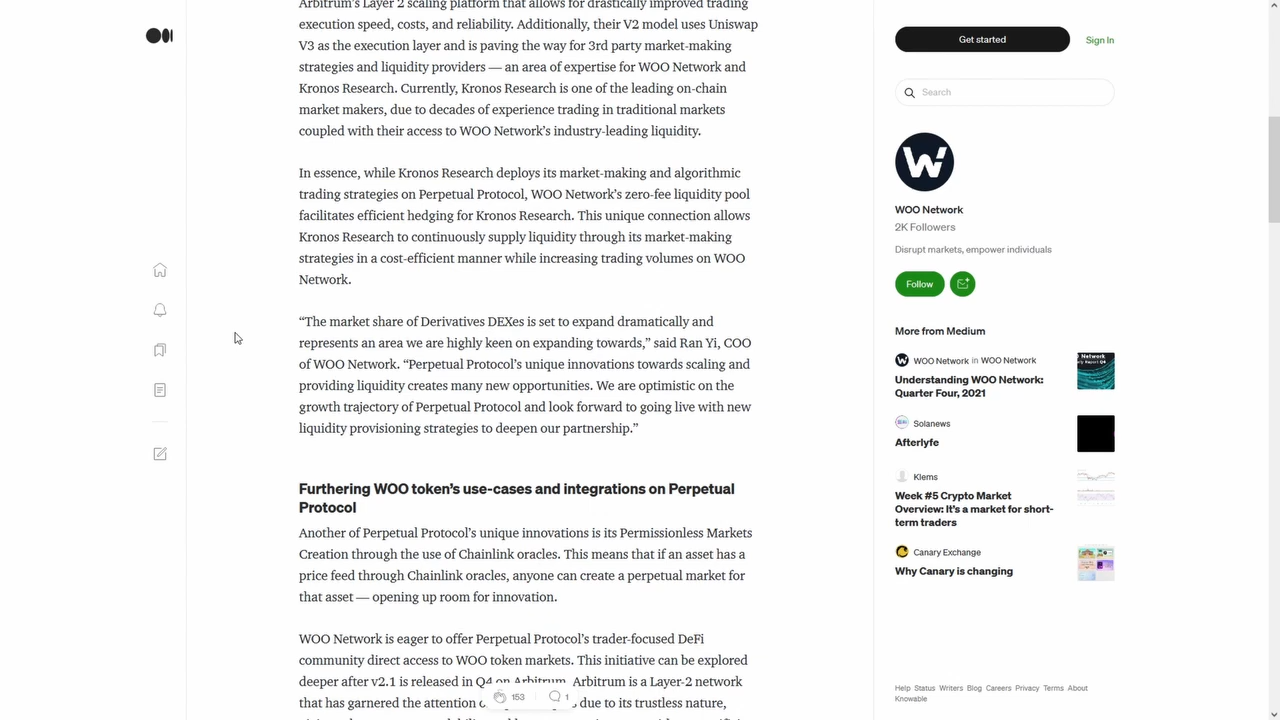 Arbitrum's Layer 2 scaling platform that allows for drastically improved trading
execution speed, costs, and reliability. Additionally, their V2 model uses Uniswap
V3 as the execution layer and is paving the way for 3rd party market-making
strategies and liquidity providers — an area of expertise for WOO Network and
Kronos Research. Currently, Kronos Research is one of the leading on-chain
market makers, due to decades of experience trading in traditional markets
coupled with their access to WOO Network's industry-leading liquidity.
In essence, while Kronos Research deploys its market-making and algorithmic
trading strategies on Perpetual Protocol, WOO Network's zero-fee liquidity pool
facilitates efficient hedging for Kronos Research. This unique connection allows
Kronos Research to continuously supply liquidity through its market-making
strategies in a cost-efficient manner while increasing trading volumes on WOO
Network.
“The market share of Derivatives DEXes is set to expand dramatically and
represents an area we are highly keen on expanding towards,” said Ran Yi, COO
of WOO Network. “Perpetual Protocol's unique innovations towards scaling and
providing liquidity creates many new opportunities. We are optimistic on the
growth trajectory of Perpetual Protocol and look forward to going live with new
liquidity provisioning strategies to deepen our partnership.”
Furthering WOO token's use-cases and integrations on Perpetual
Protocol
Another of Perpetual Protocol's unique innovations is its Permissionless Markets
Creation through the use of Chainlink oracles. This means that if an asset has a
price feed through Chainlink oracles, anyone can create a perpetual market for
that asset — opening up room for innovation.
WOO Network is eager to offer Perpetual Protocol's trader-focused DeFi
community direct access to WOO token markets. This initiative can be explored
deeper after v2.1 is released in Q4 on Arbitrum. Arbitrum is a Layer-2 network
that has garnered the attention o due to its trustless nature,
153
1
Get started
Sign In
Search
WOO Network
2K Followers
Disrupt markets, empower individuals
Follow
More from Medium
WOO Network in WOO Network
Understanding WOO Network:
Quarter Four, 2021
Solanews
Afterlyfe
Klems
Week #5 Crypto Market
Overview: It's a market for short-
term traders
Canary Exchange
Why Canary is changing
Help Status Writers Blog Careers Privacy Terms About
Knowable